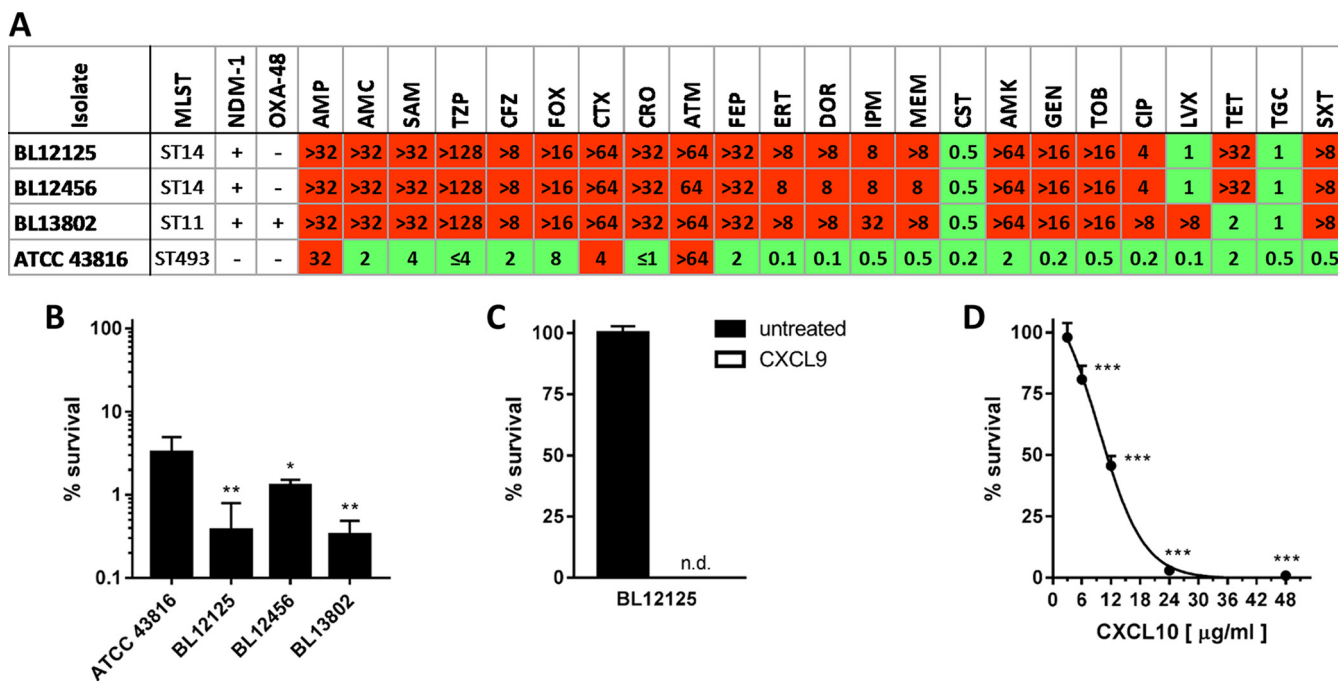 A
Isolate MLST NDM-1 OXA-48 AMP AMC SAM TZP CFZ FOX CTX CRO ATM FEP ERT DOR IPM MEM CST AMK GEN TOB CIP LVX TET TGC SXT
BL12125 ST14 + - >32 >32 >32 >128 >8 >16 >64 >32 >64 >32 >8 >8 8 >8 0.5 >64 >16 >16 4 1 >32 1 >8
BL12456 ST14 + - >32 >32 >32 >128 >8 >16 >64 >32 64 >32 8 8 8 8 0.5 >64 >16 >16 4 1 >32 1 >8
BL13802 ST11 + + >32 >32 >32 >128 >8 >16 >64 >32 >64 >32 >8 >8 32 >8 0.5 >64 >16 >16 >8 >8 2 1 >8
ATCC 43816 ST493 - - 32 2 4 ≤4 2 8 4 ≤1 >64 2 0.1 0.1 0.5 0.5 0.2 2 0.2 0.5 0.2 0.1 2 0.5 0.5
B
% survival
100
10
1
0.1
**
*
**
ATCC 43816
BL12125
BL12456
BL13802
C
untreated
CXCL9
% survival
100
75
50
25
0
n.d.
BL12125
D
% survival
100
75
50
25
0
***
***
***
***
0 6 12 18 24 30 36 42 48
CXCL10 [ µg/ml ]